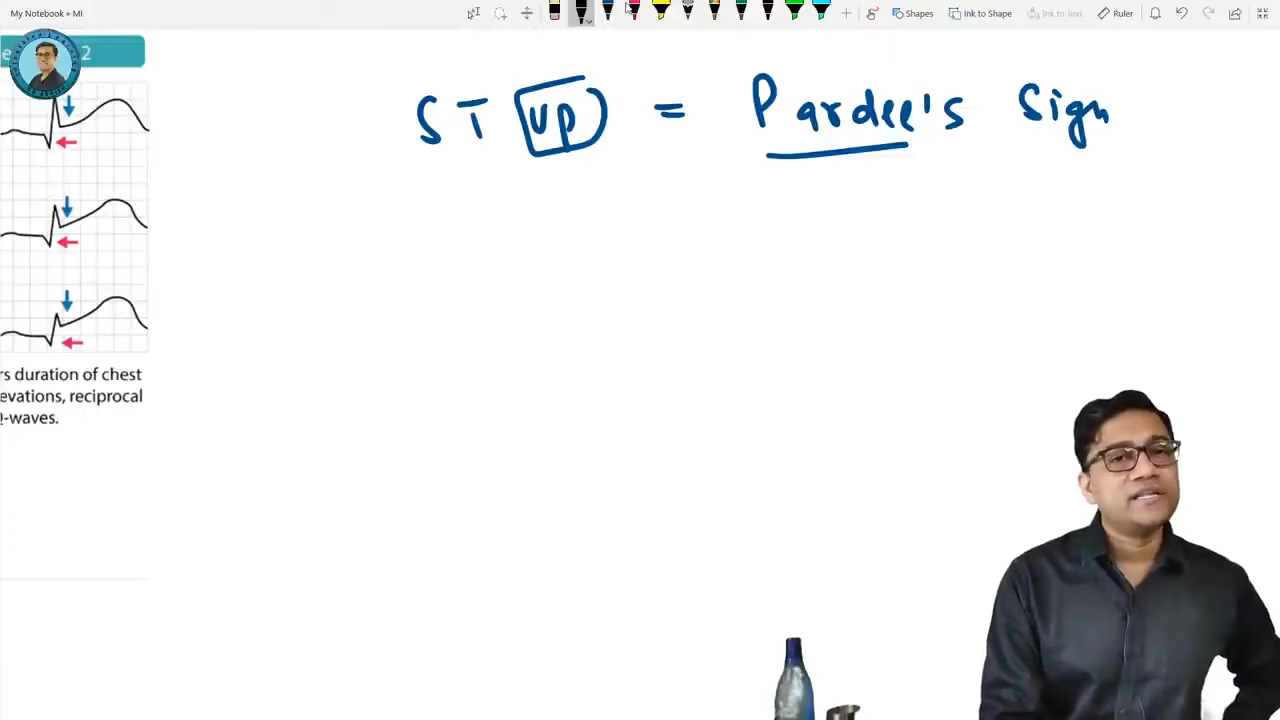 My Notebook » MI
Shapes
Ink to Shape
Ink to Text
Ruler
2
ST up = Pardee's Sign
rs duration of chest
evations, reciprocal
Q-waves.